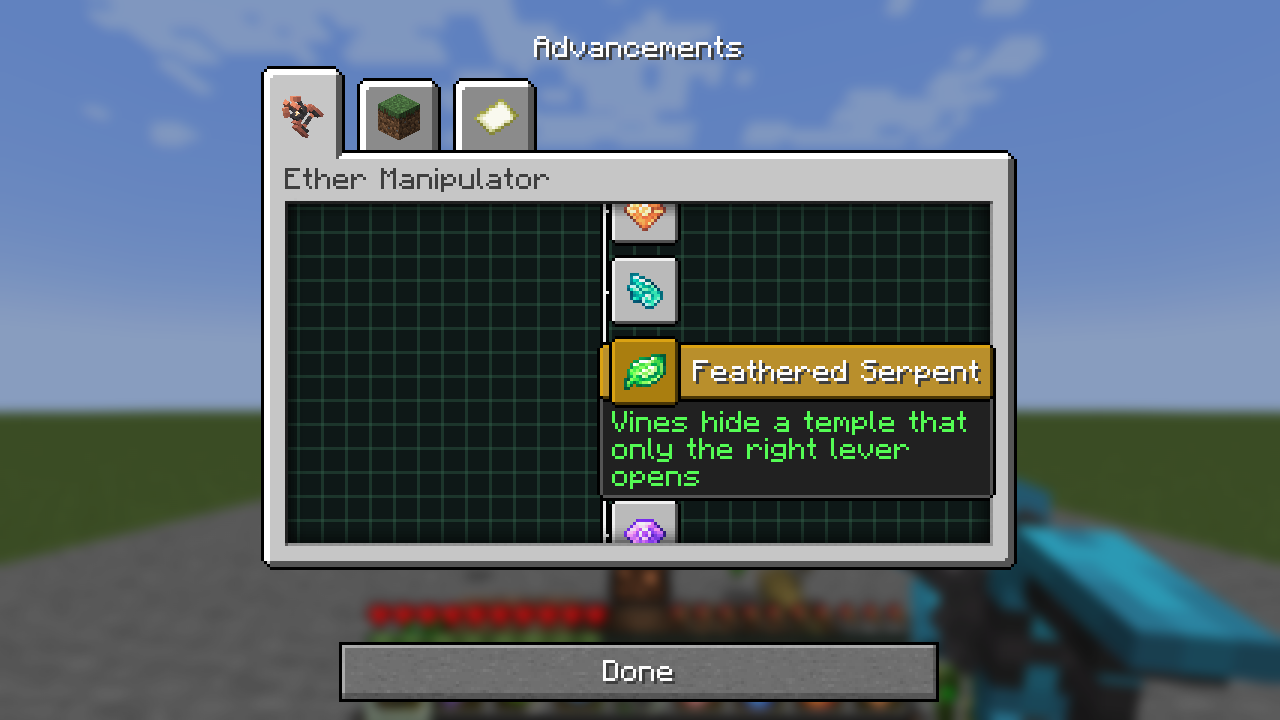 Advancements
Ether Manipulator
Feathered Serpent
Vines hide a temple that
only the right lever
opens
Done